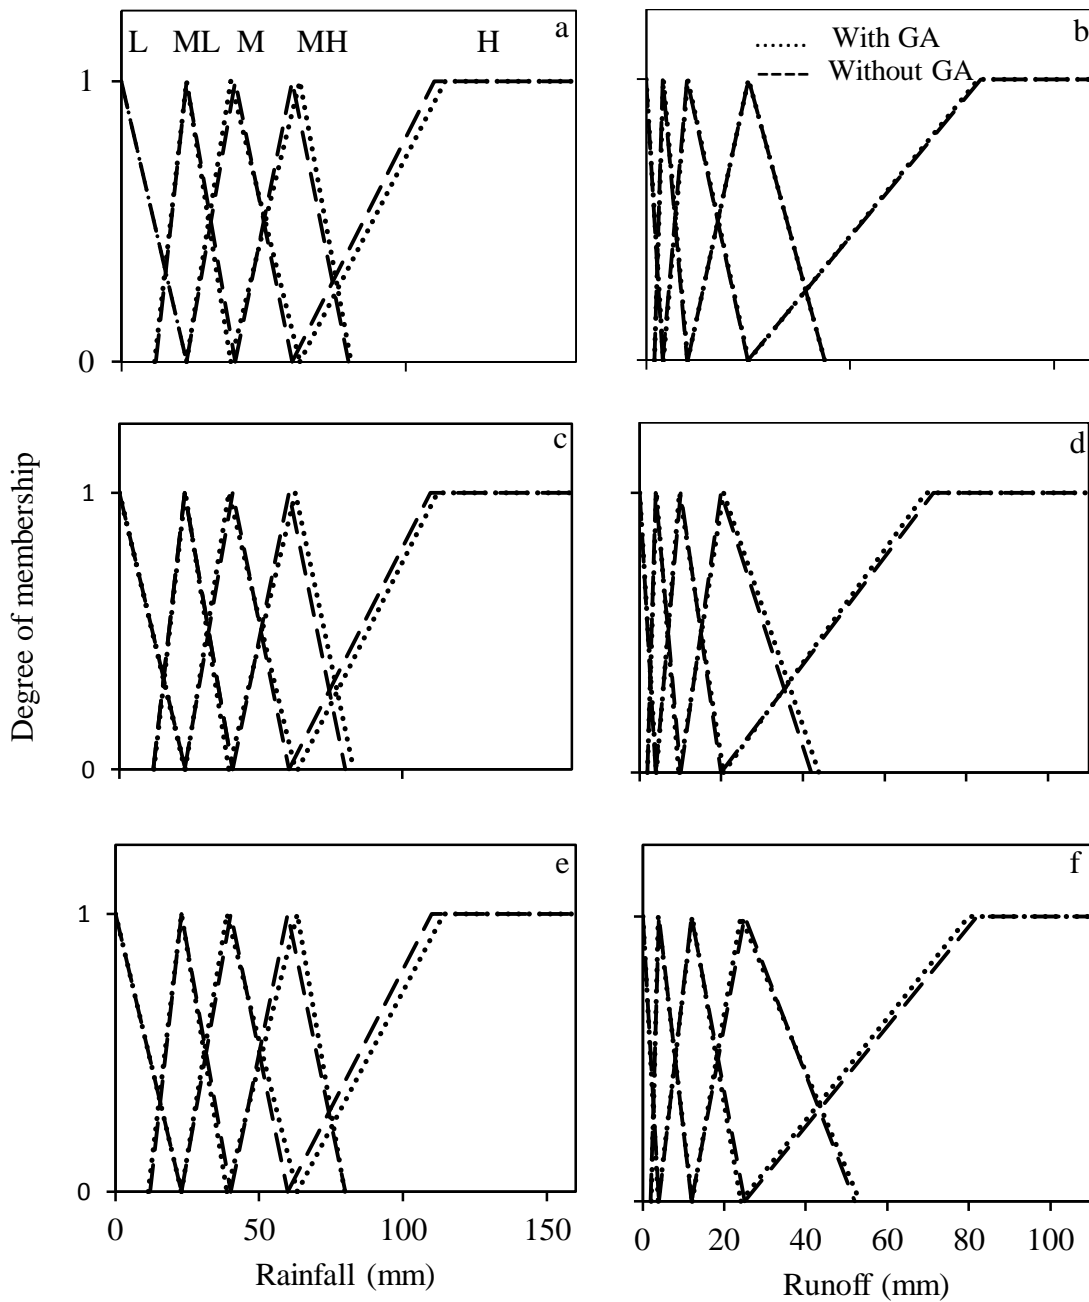 L ML M MH H a
b
With GA
Without GA
1
0
c
1
0
d
e
1
0
f
Degree of membership
0 50 100 150
Rainfall (mm)
0 20 40 60 80 100
Runoff (mm)